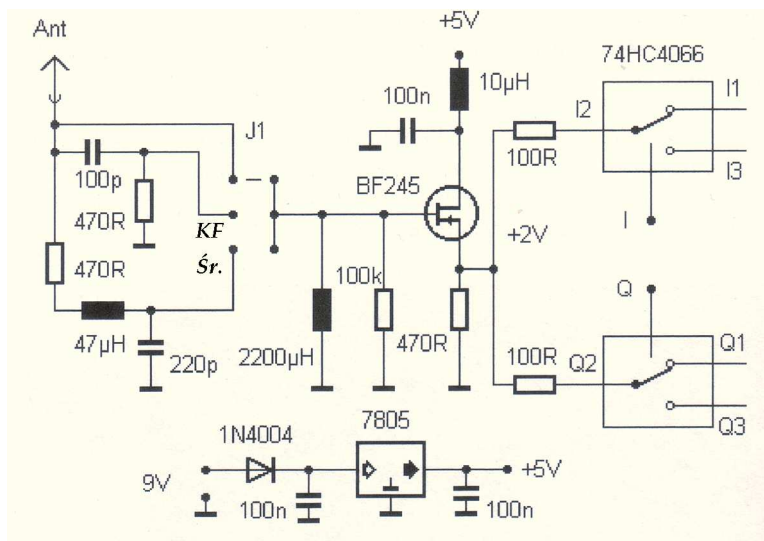 Ant
+5V
74HC4066
100n
10µH
I2
I1
J1
100R
I3
100p
BF245
470R
KF
+2V
I
470R
Śr.
100k
Q
47µH
220p
2200µH
470R
100R
Q2
Q1
Q3
1N4004
7805
9V
+5V
100n
100n